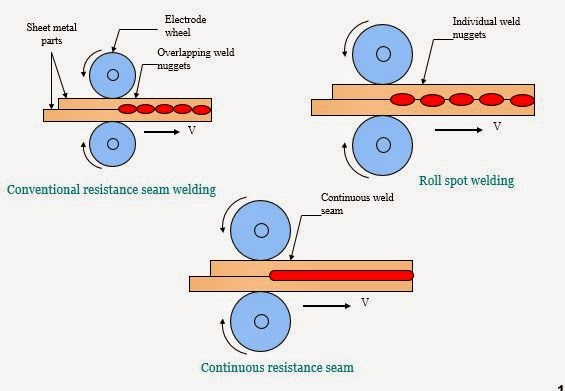 Sheet metal
parts
Electrode
wheel
Overlapping weld
nuggets
V
Conventional resistance seam welding
Individual weld
nuggets
V
Roll spot welding
Continuous weld
seam
V
Continuous resistance seam
1